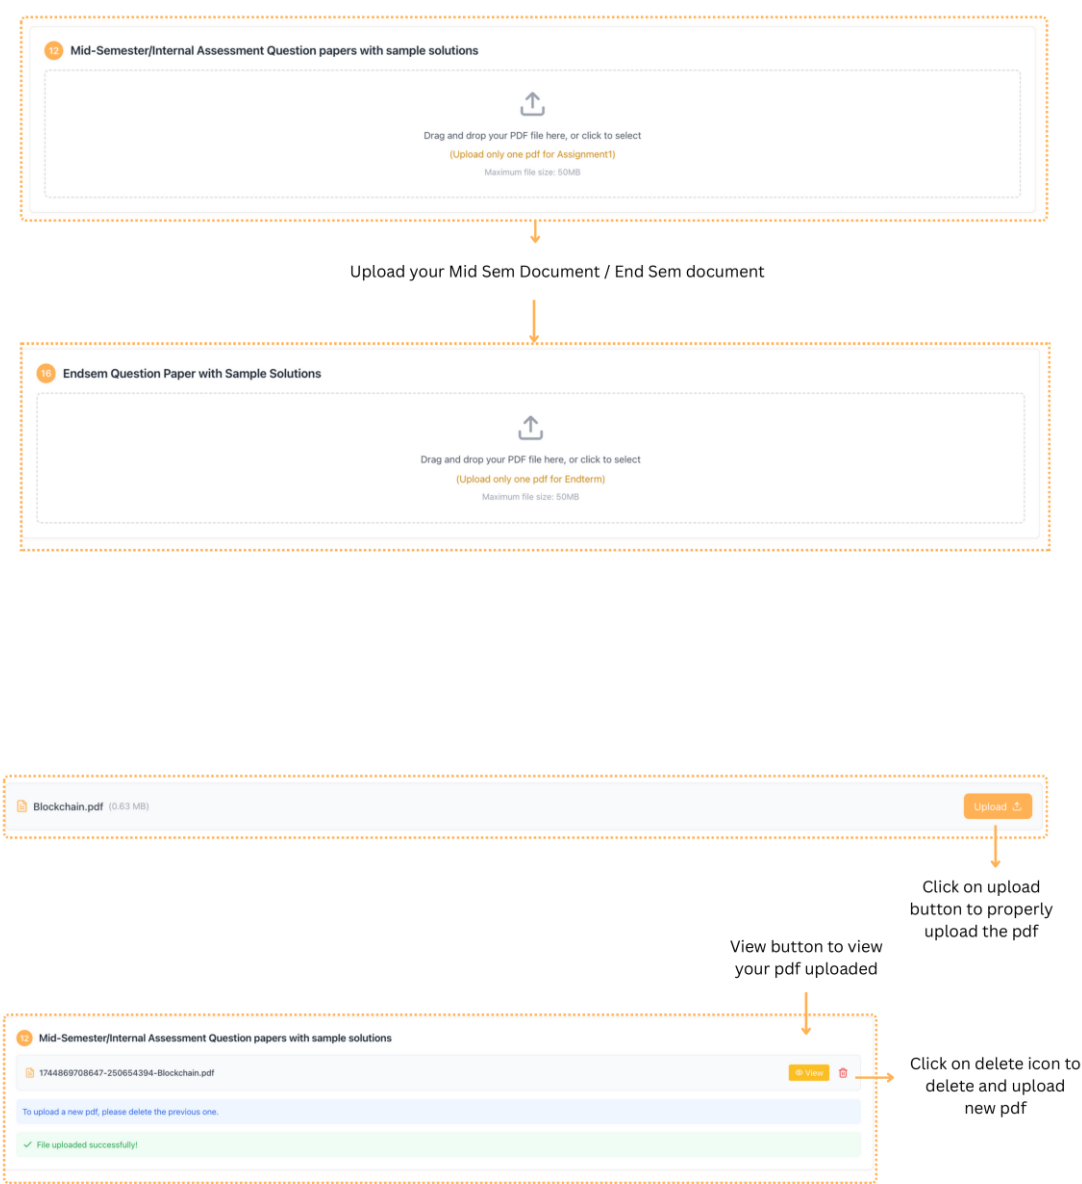 12 Mid-Semester/Internal Assessment Question papers with sample solutions
Drag and drop your PDF file here, or click to select
(Upload only one pdf for Assignment1)
Maximum file size: 50MB
Upload your Mid Sem Document / End Sem document
16 Endsem Question Paper with Sample Solutions
Drag and drop your PDF file here, or click to select
(Upload only one pdf for Endterm)
Maximum file size: 50MB
Blockchain.pdf (0.63 MB)
Upload
Click on upload
button to properly
upload the pdf
View button to view
your pdf uploaded
12 Mid-Semester/Internal Assessment Question papers with sample solutions
1744869708647-250654394-Blockchain.pdf
View
Click on delete icon to
delete and upload
new pdf
To upload a new pdf, please delete the previous one.
File uploaded successfully!